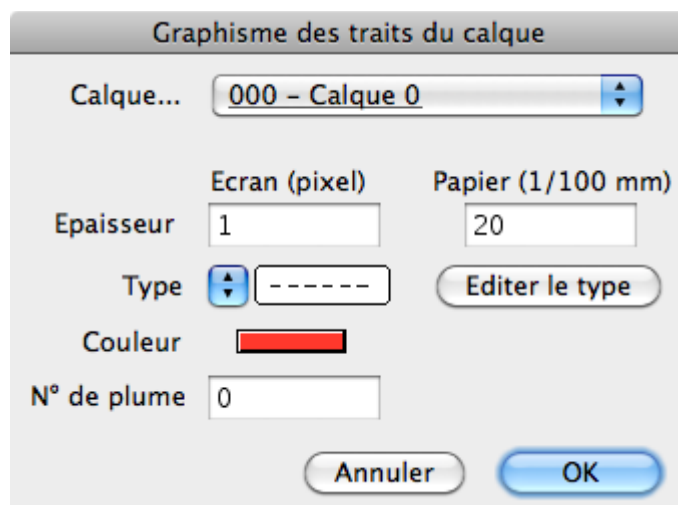 Graphisme des traits du calque
Calque... 000 – Calque 0
Ecran (pixel) Papier (1/100 mm)
Epaisseur 1 20
Type ------ Editer le type
Couleur
N° de plume 0
Annuler OK